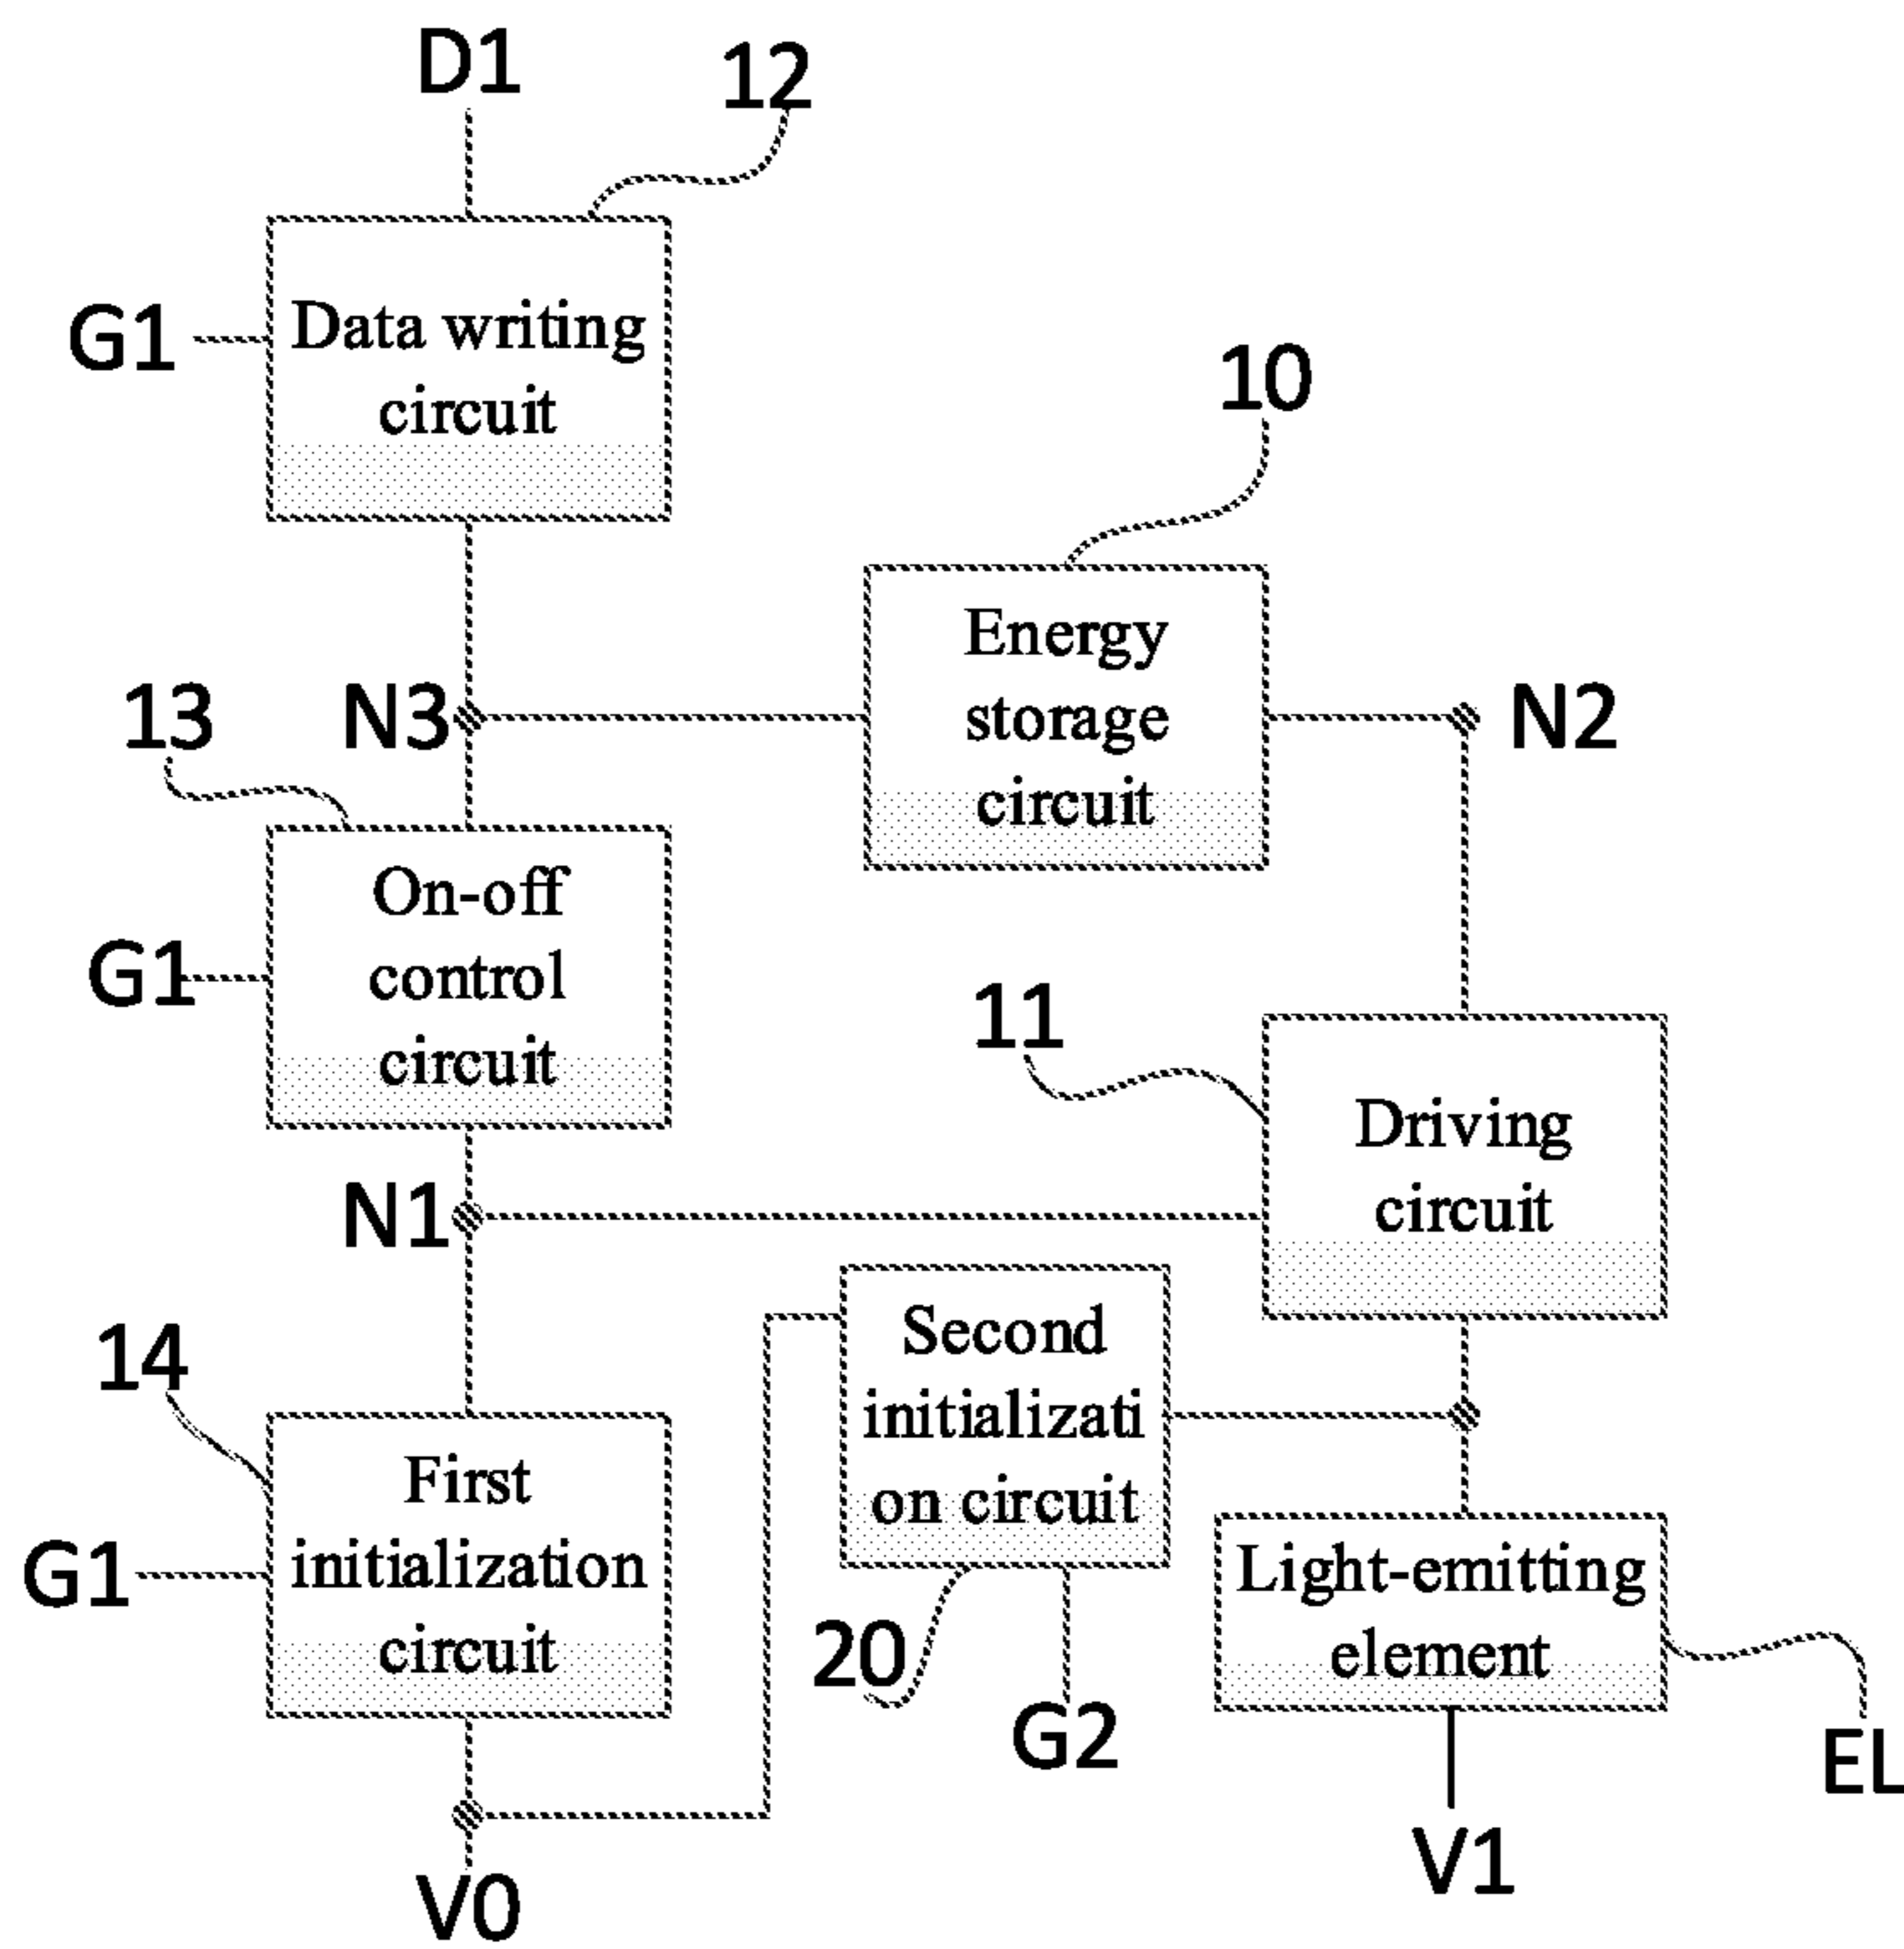 D1
12
G1
Data writing
circuit
10
Energy
storage
circuit
13
N3
N2
On-off
control
circuit
G1
11
Driving
circuit
N1
14
Second
initializati
on circuit
First
initialization
circuit
G1
Light-emitting
element
20
G2
EL
V1
V0